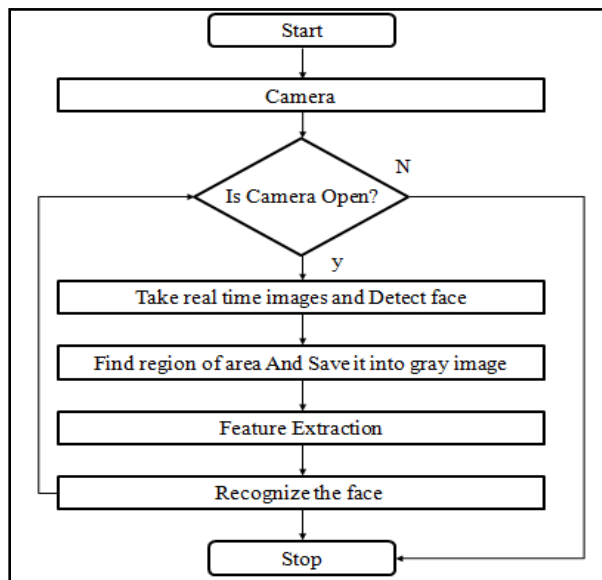 Start
Camera
N
Is Camera Open?
y
Take real time images and Detect face
Find region of area And Save it into gray image
Feature Extraction
Recognize the face
Stop